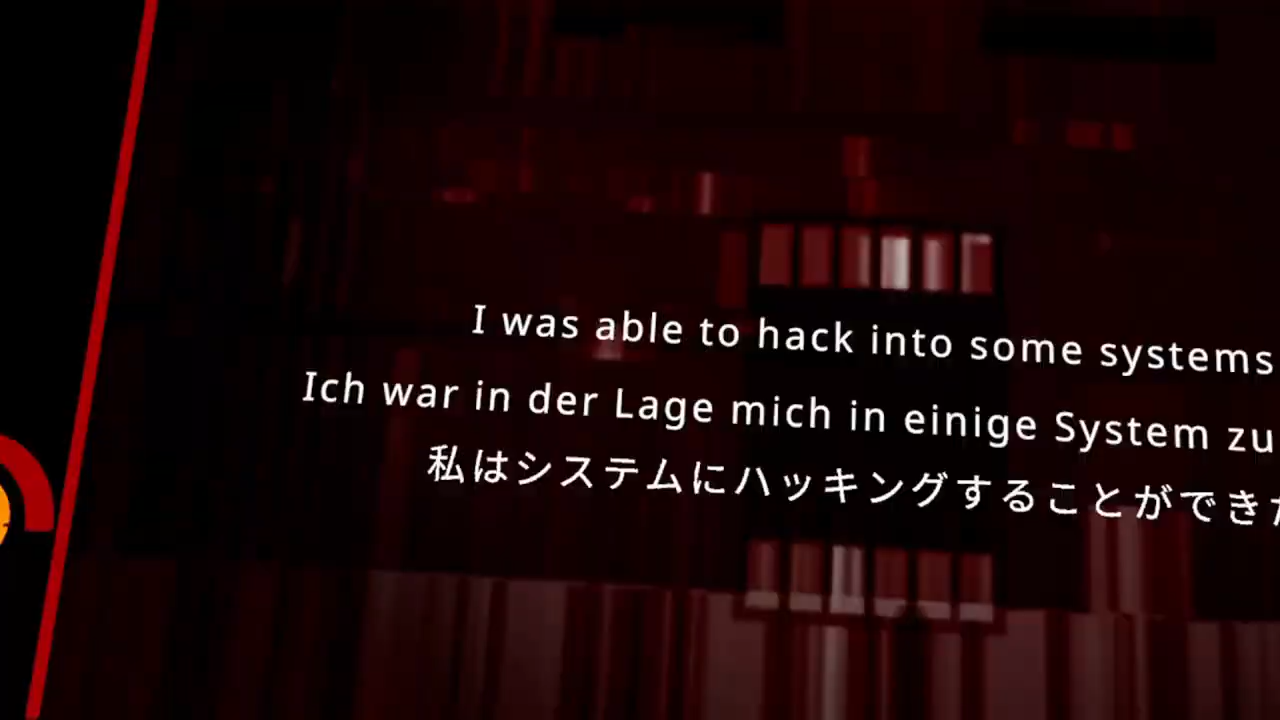 I was able to hack into some systems
Ich war in der Lage mich in einige System zu
私はシステムにハッキングすることができ